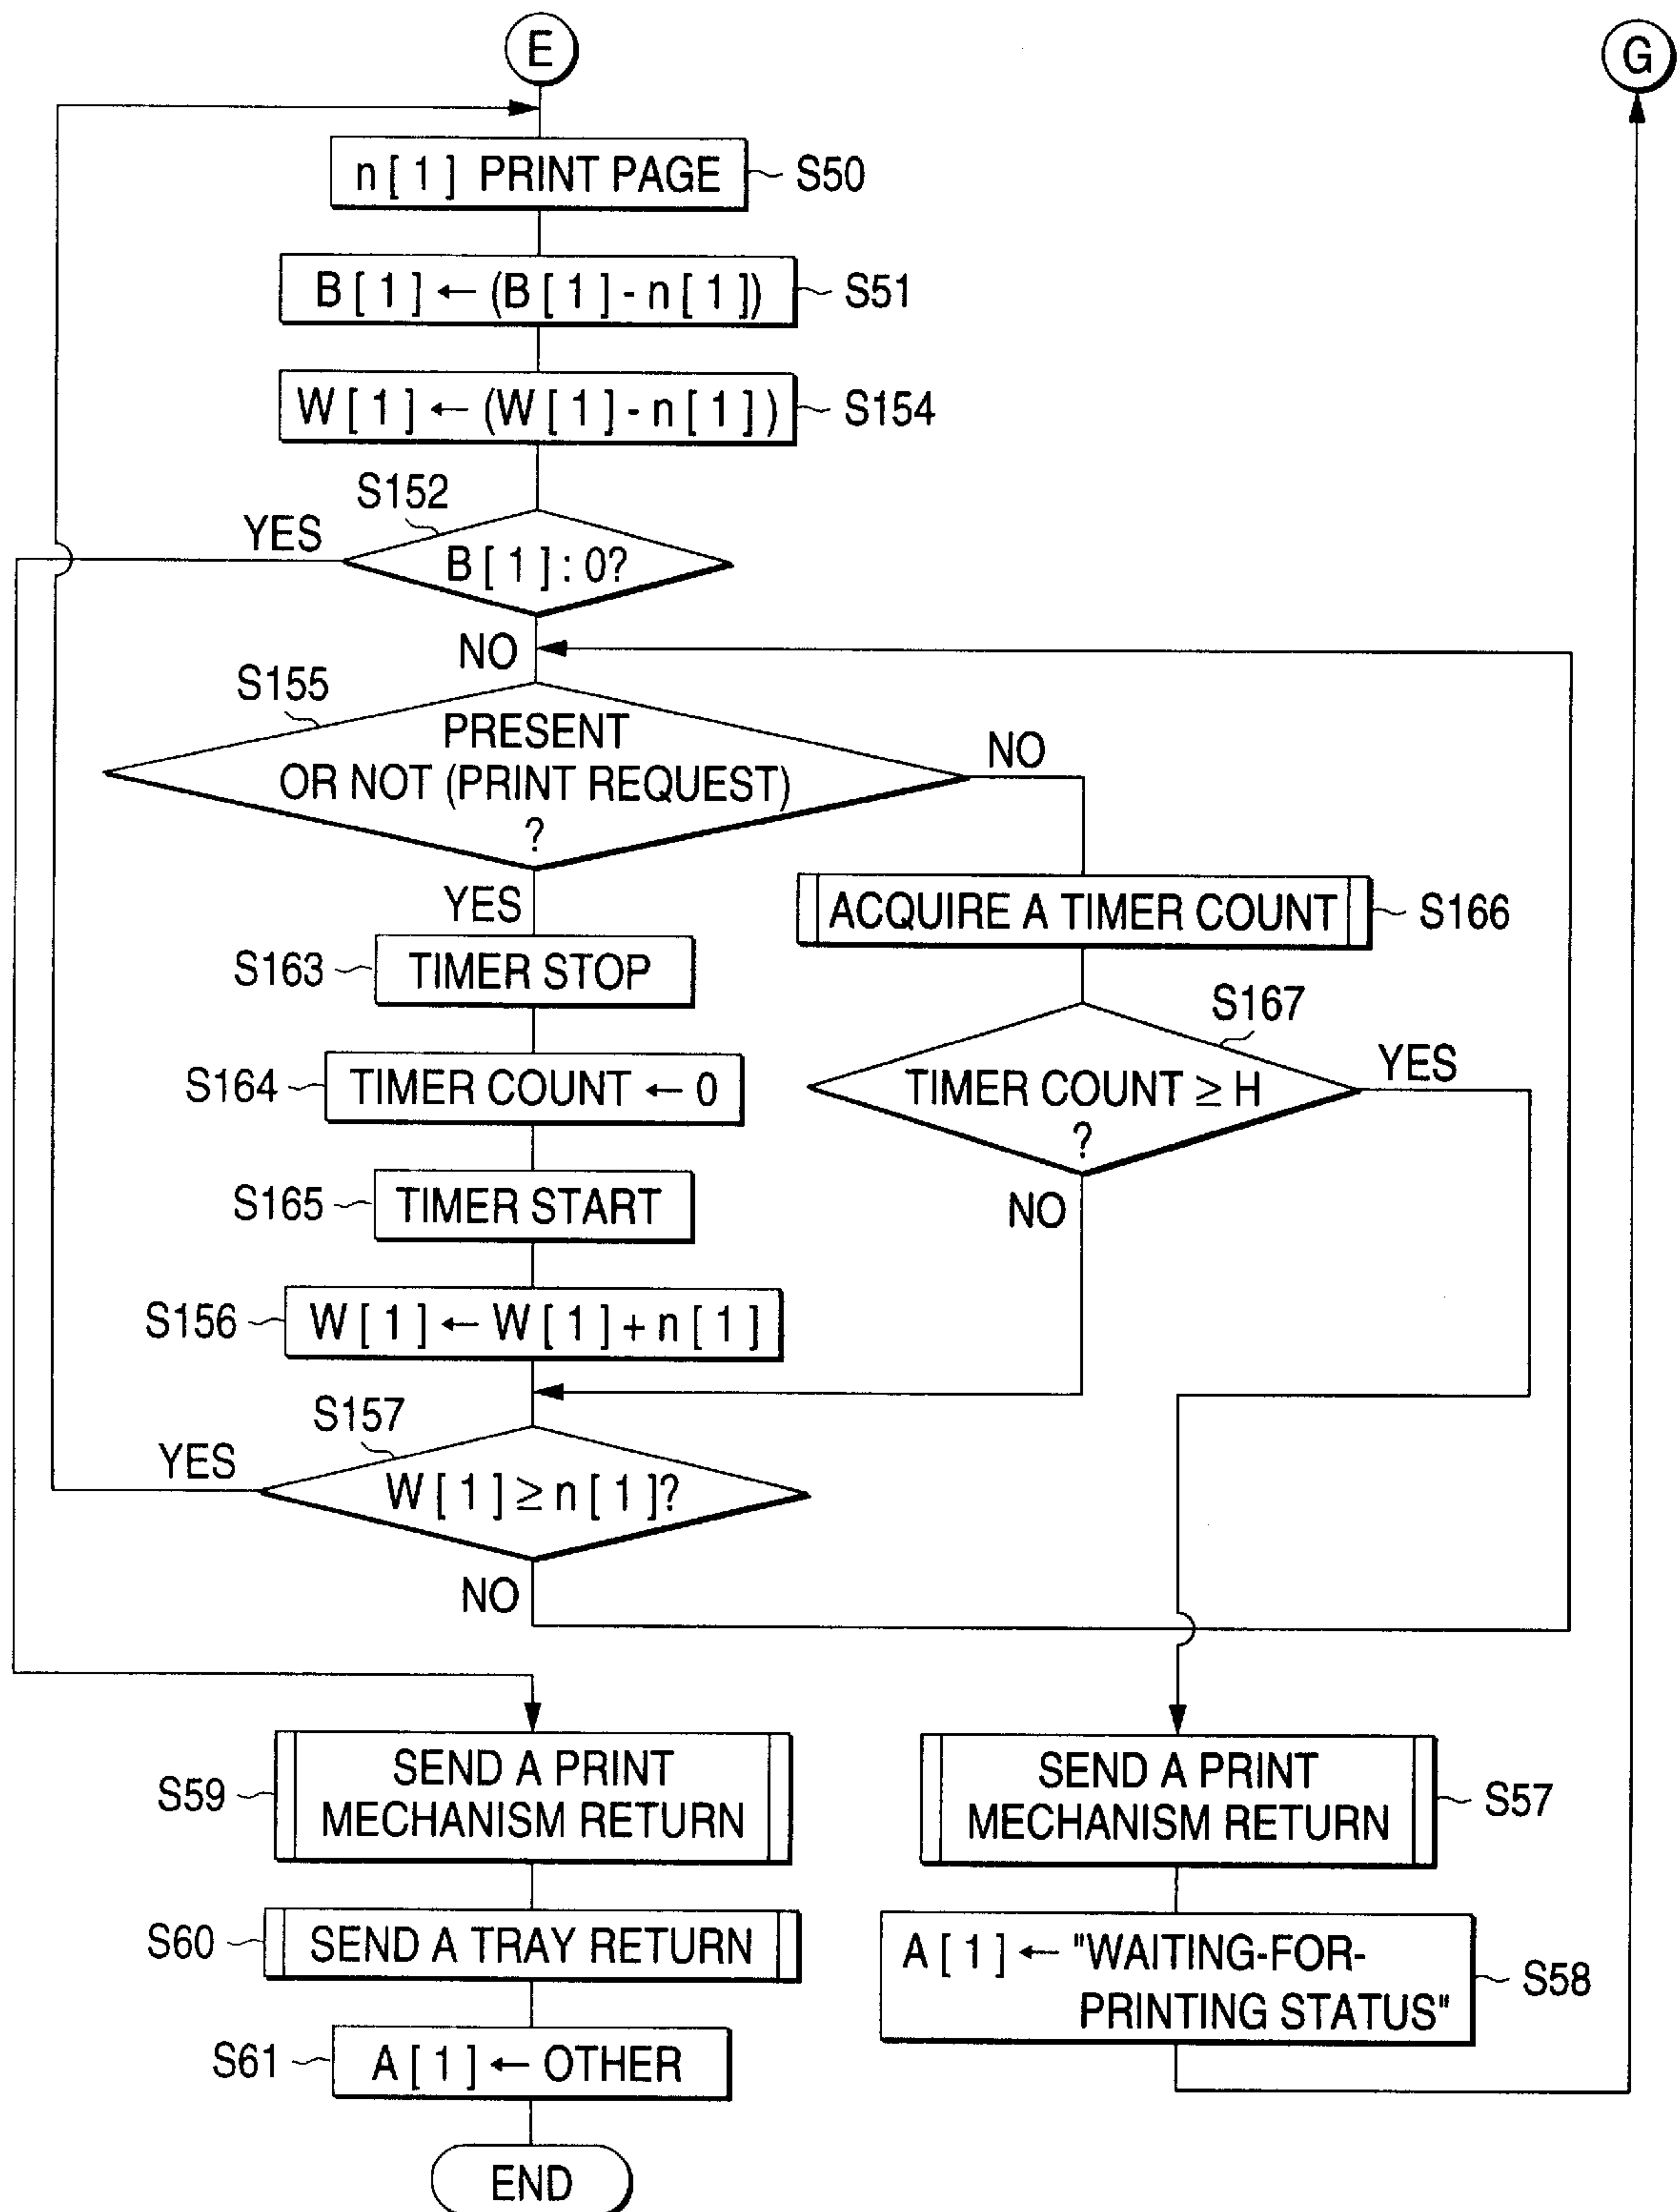 E
G
n [ 1 ] PRINT PAGE
S50
B [ 1 ] ← (B [ 1 ] - n [ 1 ])
S51
W [ 1 ] ← (W [ 1 ] - n [ 1 ])
S154
S152
YES
B [ 1 ] : 0?
NO
S155
PRESENT
OR NOT (PRINT REQUEST)
?
NO
YES
ACQUIRE A TIMER COUNT
S166
S163
TIMER STOP
S167
S164
TIMER COUNT ← 0
TIMER COUNT ≥ H
?
YES
S165
TIMER START
NO
S156
W [ 1 ] ← W [ 1 ] + n [ 1 ]
S157
YES
W [ 1 ] ≥ n [ 1 ]?
NO
S59
SEND A PRINT
MECHANISM RETURN
SEND A PRINT
MECHANISM RETURN
S57
S60
SEND A TRAY RETURN
A [ 1 ] ← "WAITING-FOR-
PRINTING STATUS"
S58
S61
A [ 1 ] ← OTHER
END